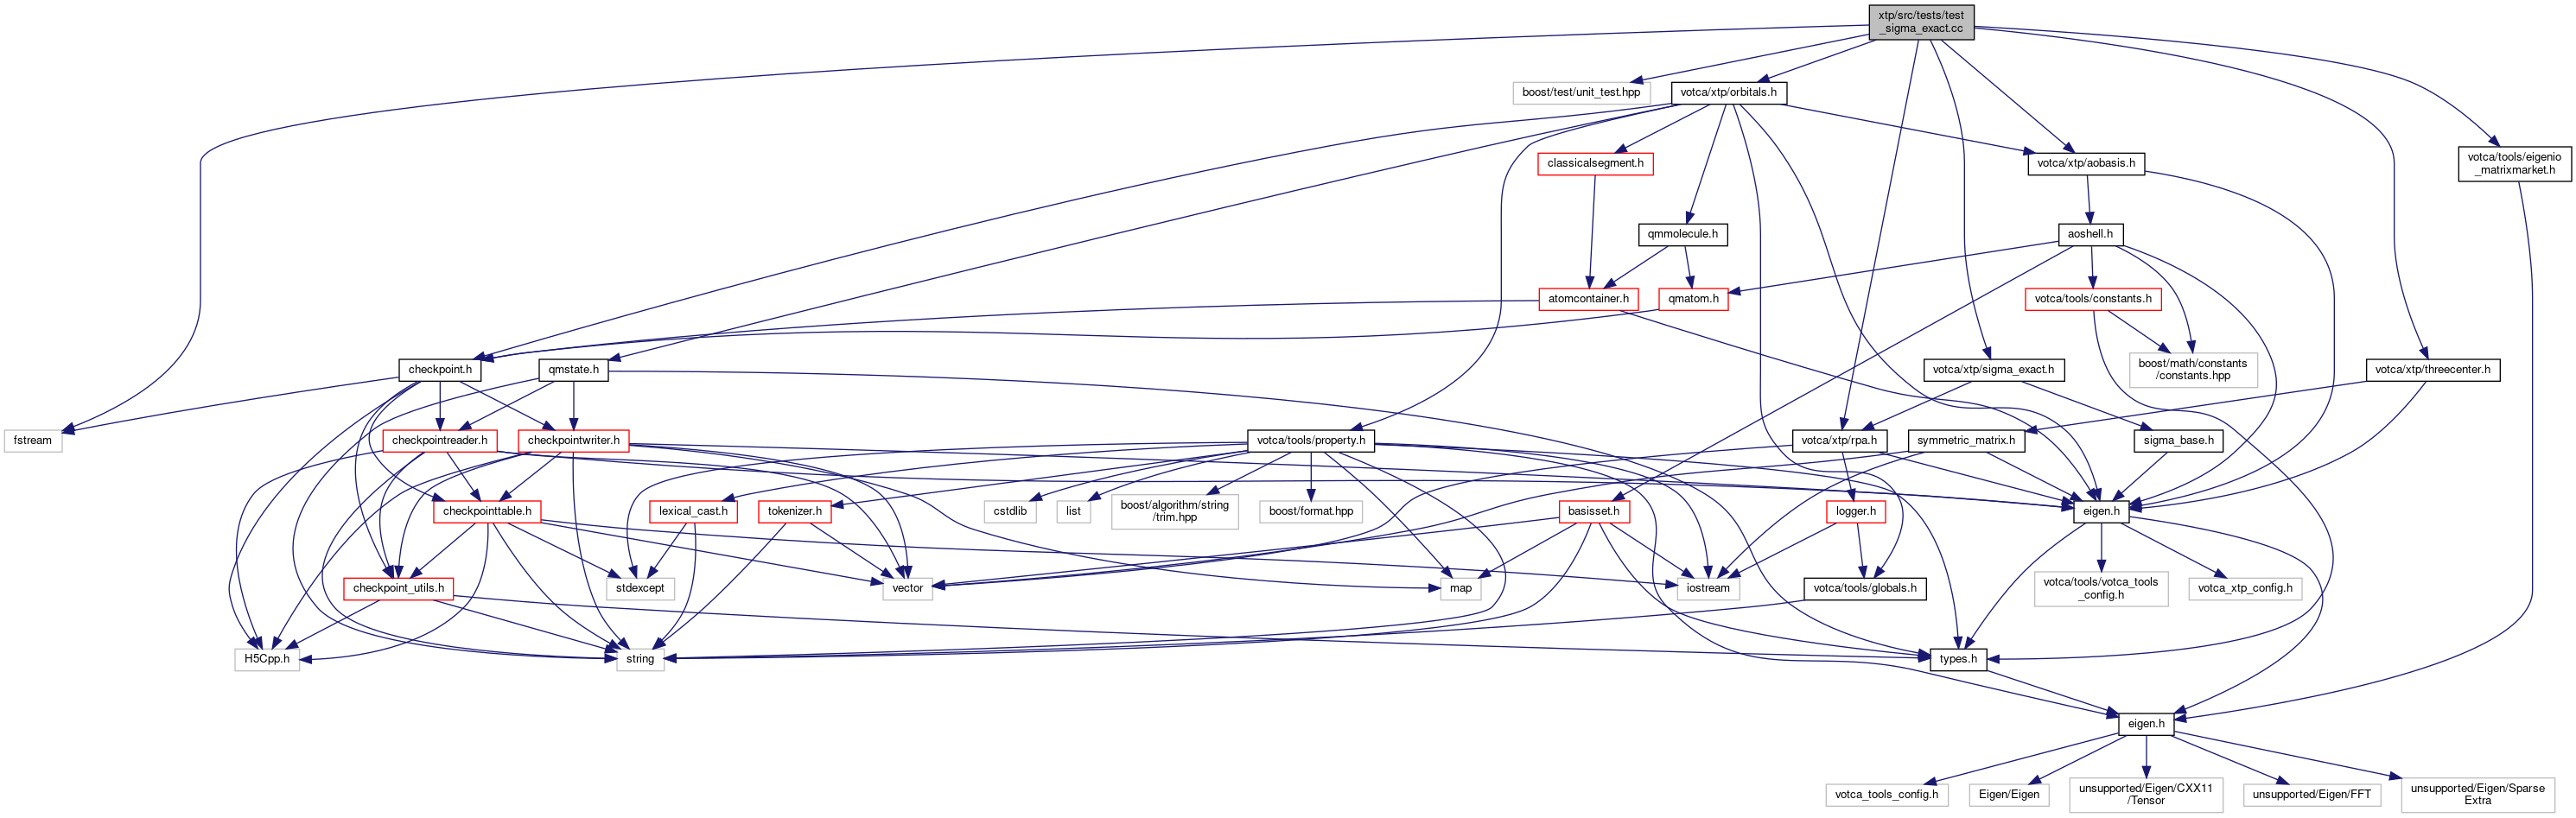 xtp/src/tests/test
_sigma_exact.cc
boost/test/unit_test.hpp
votca/xtp/orbitals.h
classicalsegment.h
votca/xtp/aobasis.h
votca/tools/eigenio
_matrixmarket.h
qmmolecule.h
aoshell.h
atomcontainer.h
qmatom.h
votca/tools/constants.h
checkpoint.h
qmstate.h
votca/xtp/sigma_exact.h
boost/math/constants
/constants.hpp
votca/xtp/threecenter.h
fstream
checkpointreader.h
checkpointwriter.h
votca/tools/property.h
votca/xtp/rpa.h
symmetric_matrix.h
sigma_base.h
checkpointtable.h
lexical_cast.h
tokenizer.h
cstdlib
list
boost/algorithm/string
/trim.hpp
boost/format.hpp
basisset.h
logger.h
eigen.h
checkpoint_utils.h
stdexcept
vector
map
iostream
votca/tools/globals.h
votca/tools/votca_tools
_config.h
votca_xtp_config.h
H5Cpp.h
string
types.h
eigen.h
votca_tools_config.h
Eigen/Eigen
unsupported/Eigen/CXX11
/Tensor
unsupported/Eigen/FFT
unsupported/Eigen/Sparse
Extra